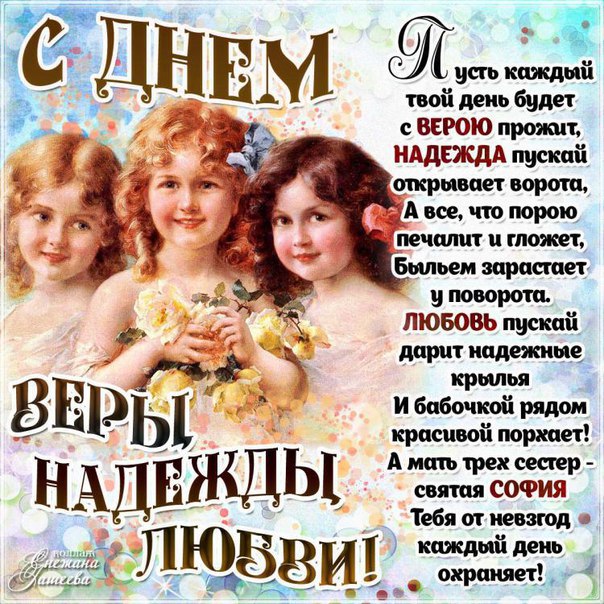 С ДНЕМ
ВЕРЫ,
НАДЕЖДЫ,
ЛЮБВИ!
Пусть каждый
твой день будет
с ВЕРОЮ прожит,
НАДЕЖДА пускай
открывает ворота,
А все, что порою
печалит и гложет,
Быльем зарастает
у поворота.
ЛЮБОВЬ пускай
дарит надежные
крылья
И бабочкой рядом
красивой порхает!
А мать трех сестер -
святая СОФИЯ
Тебя от невзгод
каждый день
охраняет!
коллаж
Снежана